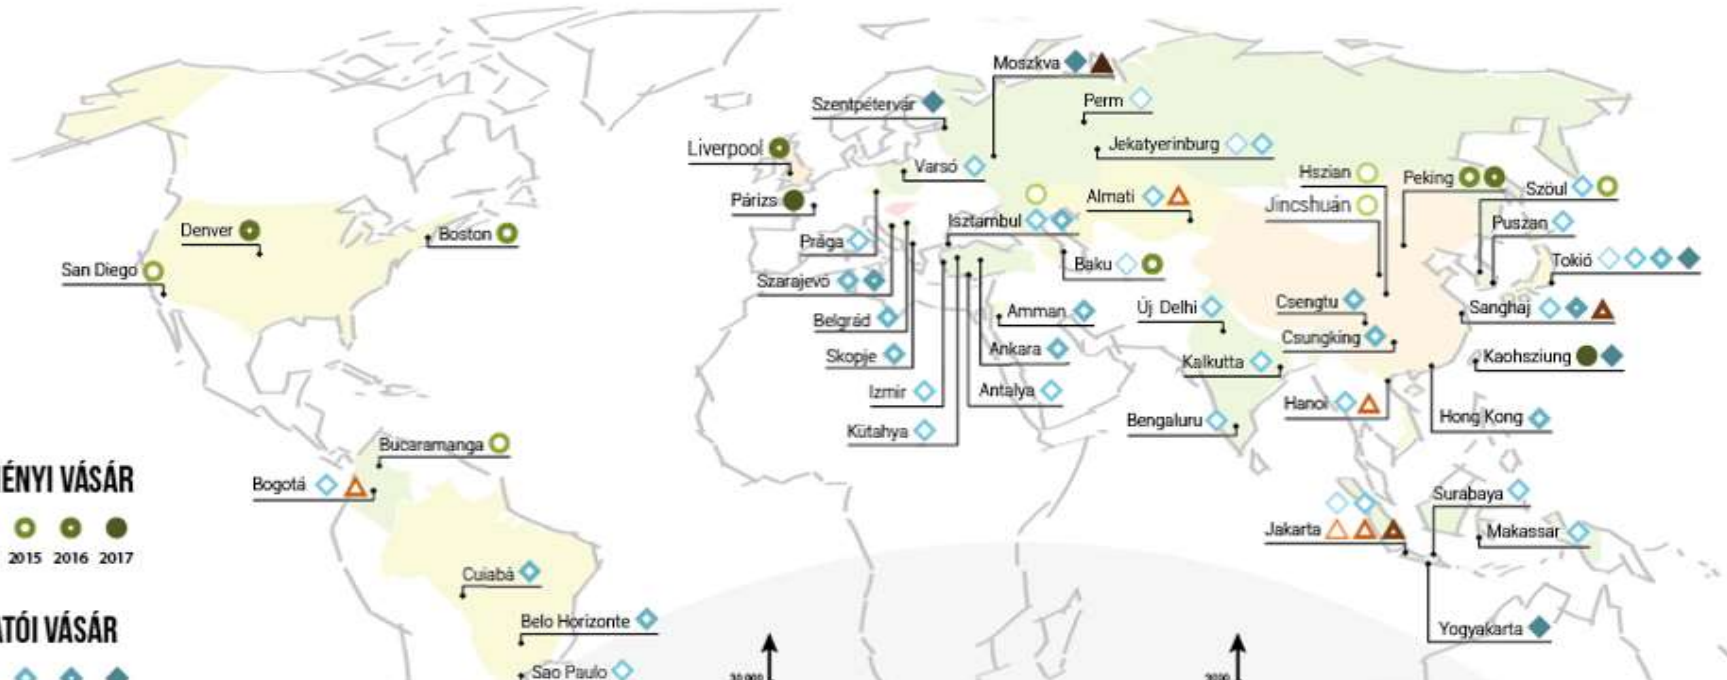 Moszkva
Szentpétervár
Perm
Liverpool
Jekatyerinburg
Varsó
Hszian
Peking
Szöul
Párizs
Almati
Jincshuán
Denver
Boston
Isztambul
Puszan
Prága
San Diego
Baku
Tokió
Szarajevó
Új Delhi
Csengtu
Sanghaj
Belgrád
Amman
Csungking
Skopje
Ankara
Kalkutta
Kaohsziung
Izmir
Antalya
Hanoi
Hong Kong
Kütahya
Bengaluru
Bucaramanga
ÉNYI VÁSÁR
Bogotá
Surabaya
2015 2016 2017
Jakarta
Makassar
Cuiabá
Belo Horizonte
ATÓI VÁSÁR
Yogyakarta
Sao Paulo